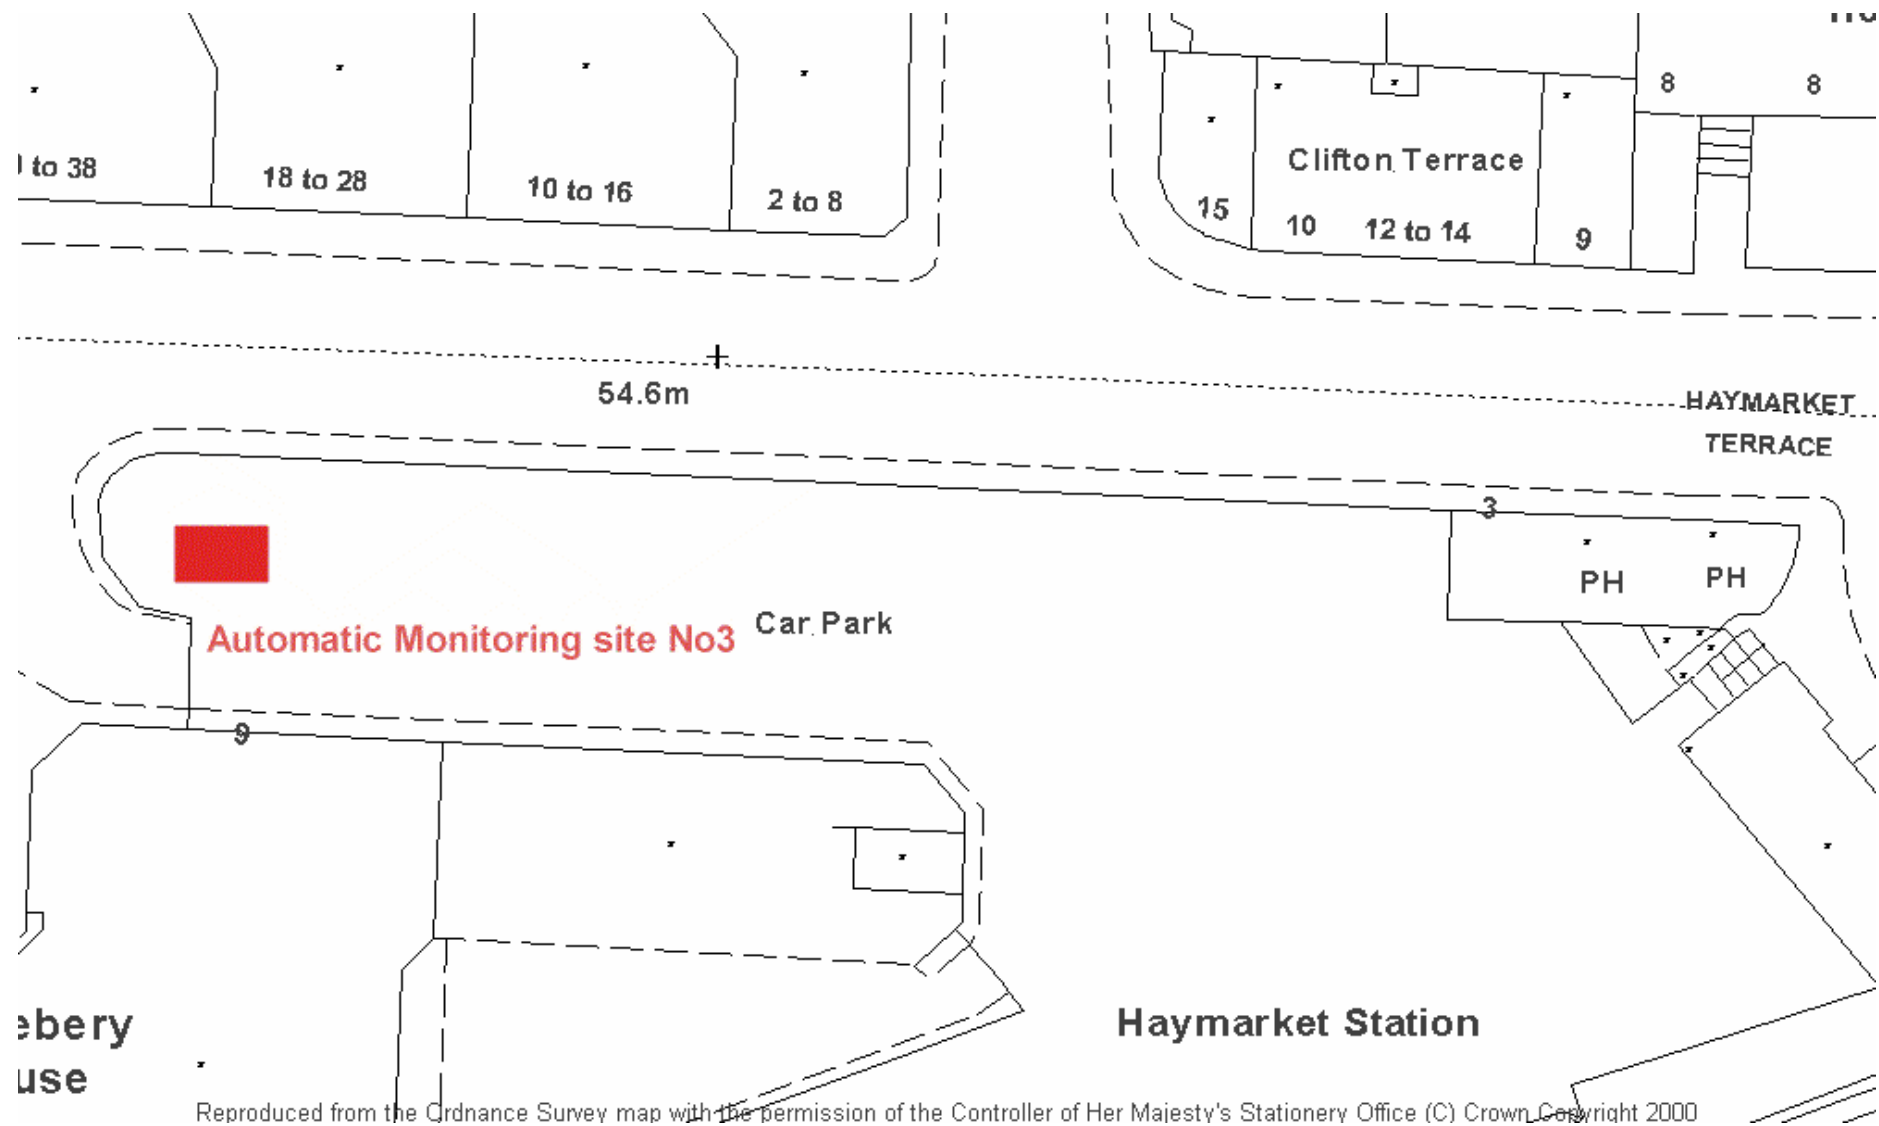 8
8
to 38
18 to 28
10 to 16
2 to 8
Clifton Terrace
15
10
12 to 14
9
54.6m
HAYMARKET
TERRACE
3
PH
PH
Automatic Monitoring site No3
Car Park
9
Haymarket Station
ebery
use
Reproduced from the Ordnance Survey map with the permission of the Controller of Her Majesty's Stationery Office (C) Crown Copyright 2000